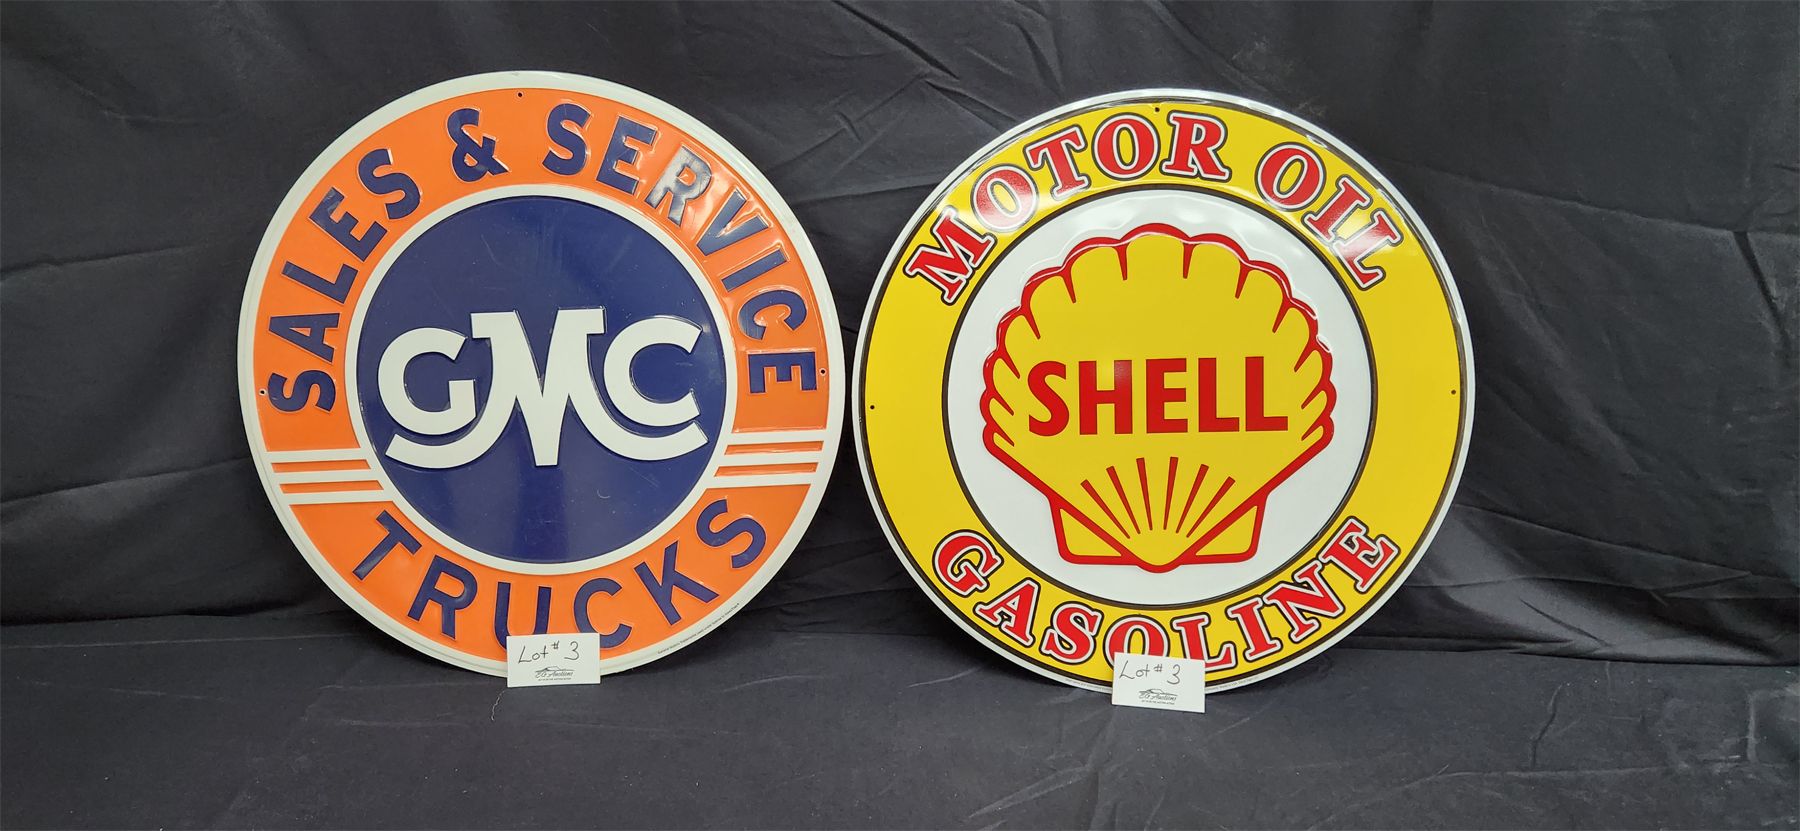 SALES & SERVICE
GMC
TRUCKS
Lot # 3
MOTOR OIL
SHELL
GASOLINE
Lot # 3